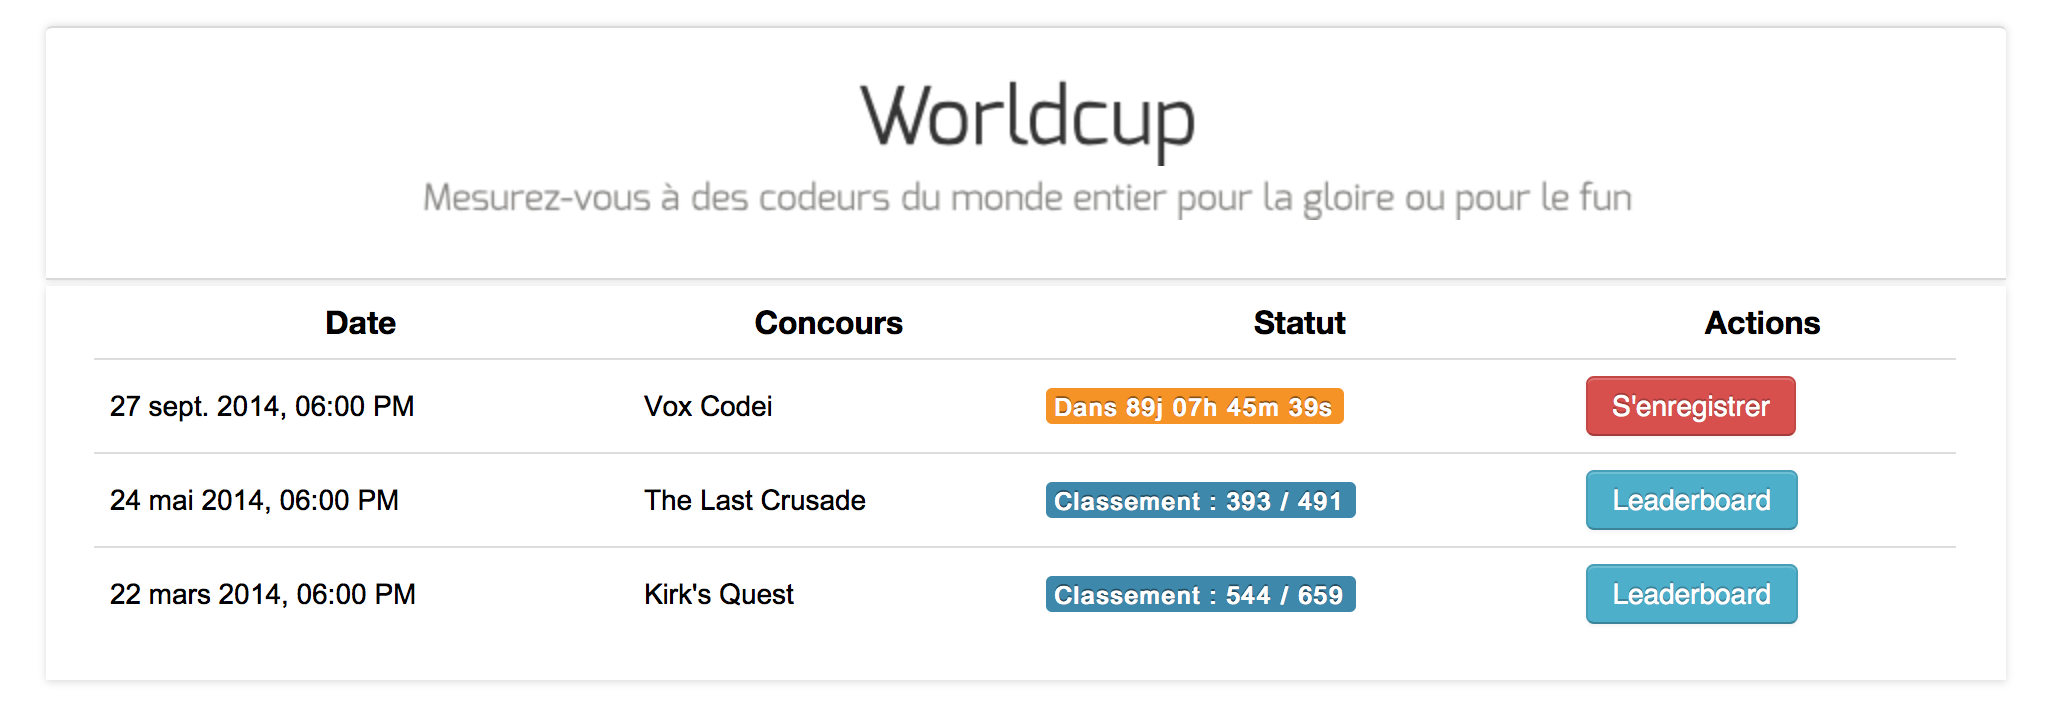 Worldcup
Mesurez-vous à des codeurs du monde entier pour la gloire ou pour le fun
Date Concours Statut Actions
27 sept. 2014, 06:00 PM Vox Codei Dans 89j 07h 45m 39s S'enregistrer
24 mai 2014, 06:00 PM The Last Crusade Classement : 393 / 491 Leaderboard
22 mars 2014, 06:00 PM Kirk's Quest Classement : 544 / 659 Leaderboard